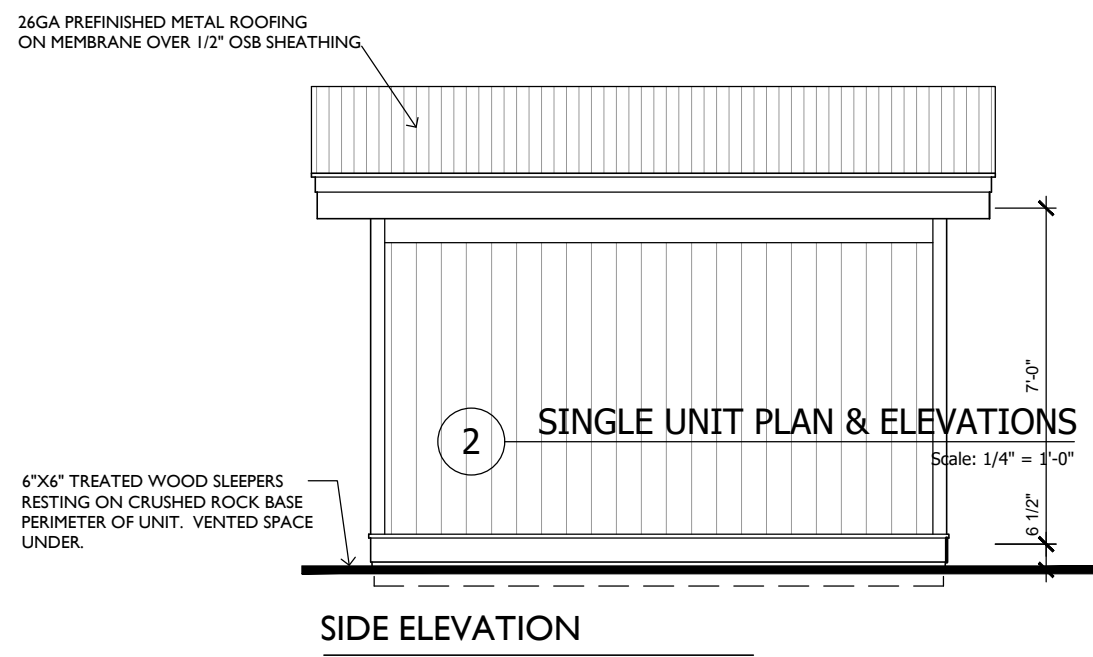 26GA PREFINISHED METAL ROOFING
ON MEMBRANE OVER 1/2" OSB SHEATHING
7'-0"
2
SINGLE UNIT PLAN & ELEVATIONS
Scale: 1/4" = 1'-0"
6"X6" TREATED WOOD SLEEPERS
RESTING ON CRUSHED ROCK BASE
PERIMETER OF UNIT. VENTED SPACE
UNDER.
6 1/2"
SIDE ELEVATION